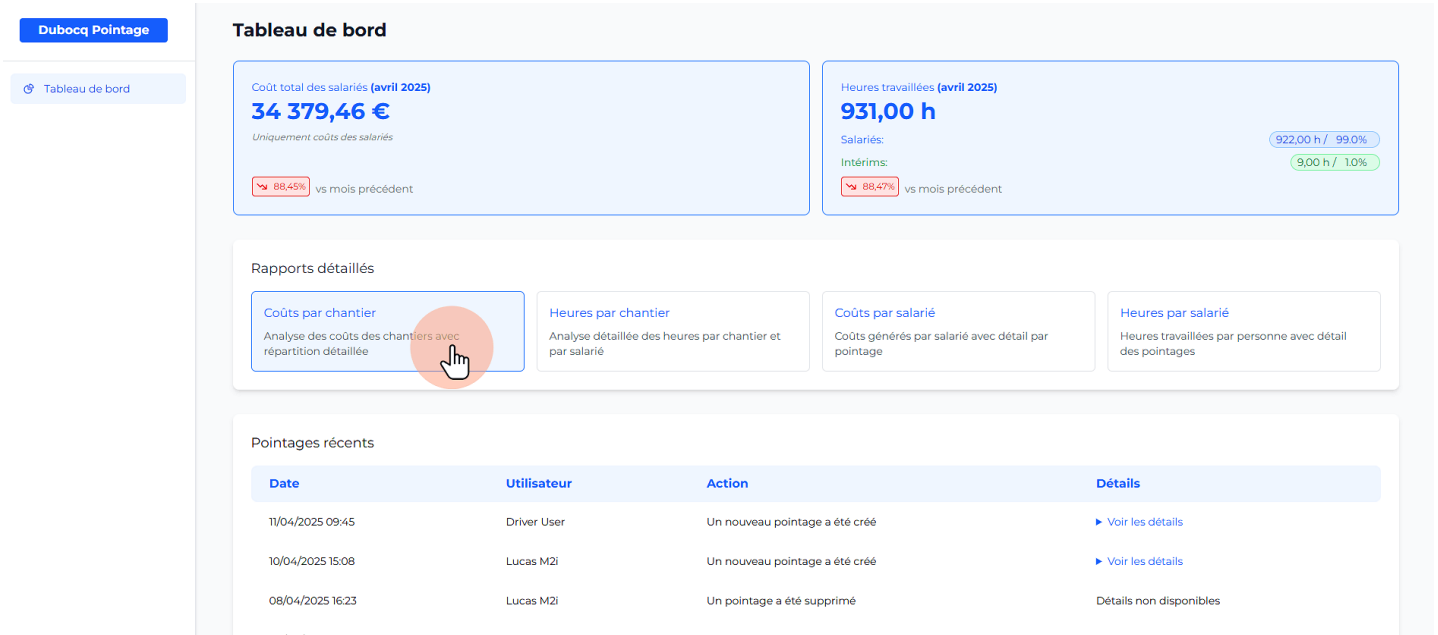 Dubocq Pointage
Tableau de bord
Tableau de bord
Coût total des salariés (avril 2025)
34 379,46 €
Uniquement coûts des salariés
88,45% vs mois précédent
Heures travaillées (avril 2025)
931,00 h
Salariés: 922,00 h / 99.0%
Intérims: 9,00 h / 1.0%
88,47% vs mois précédent
Rapports détaillés
Coûts par chantier
Analyse des coûts des chantiers avec
répartition détaillée
Heures par chantier
Analyse détaillée des heures par chantier et
par salarié
Coûts par salarié
Coûts générés par salarié avec détail par
pointage
Heures par salarié
Heures travaillées par personne avec détail
des pointages
Pointages récents
Date Utilisateur Action Détails
11/04/2025 09:45 Driver User Un nouveau pointage a été créé Voir les détails
10/04/2025 15:08 Lucas M2i Un nouveau pointage a été créé Voir les détails
08/04/2025 16:23 Lucas M2i Un pointage a été supprimé Détails non disponibles